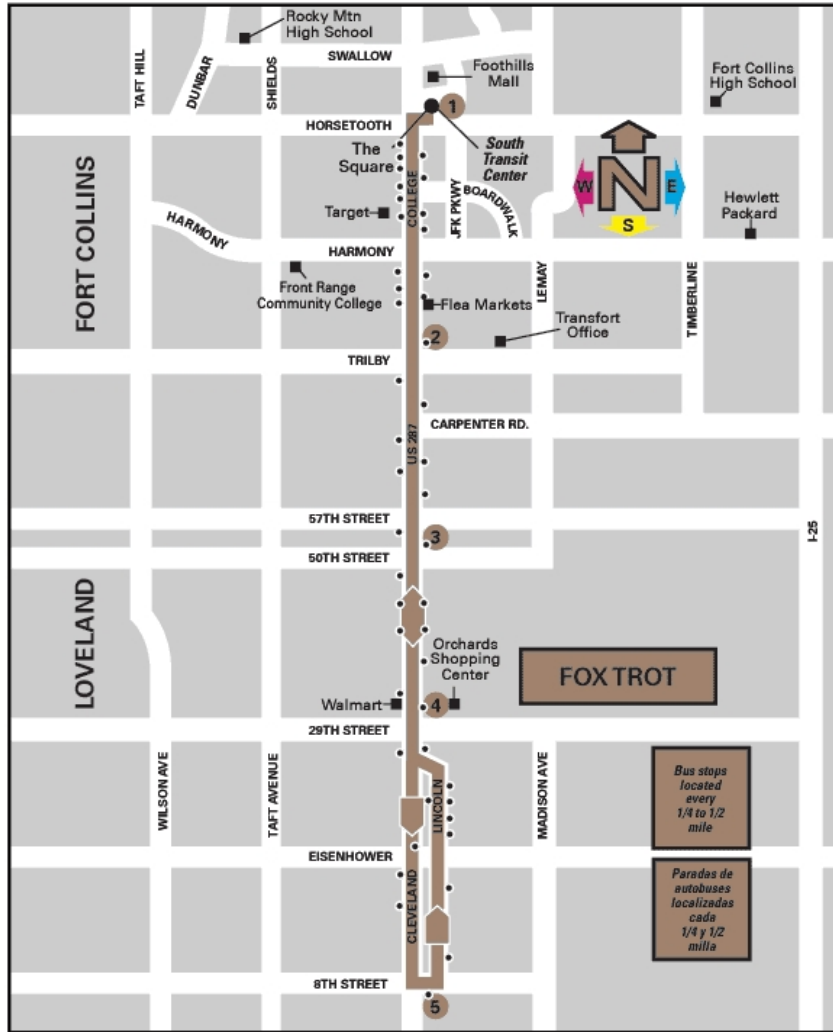 Rocky Mtn
High School
SWALLOW
TAFT HILL
DUNBAR
SHIELDS
Foothills
Mall
Fort Collins
High School
1
HORSETOOTH
The
Square
South
Transit
Center
COLLEGE
JFK PKWY
BOARDWALK
N
W
E
S
Target
Hewlett
Packard
FORT COLLINS
HARMONY
HARMONY
Front Range
Community College
Flea Markets
LEMAY
TIMBERLINE
Transfort
Office
2
TRILBY
CARPENTER RD.
US 287
57TH STREET
3
I-25
50TH STREET
LOVELAND
Orchards
Shopping
Center
FOX TROT
Walmart
4
29TH STREET
WILSON AVE
TAFT AVENUE
LINCOLN
MADISON AVE
Bus stops
located
every
1/4 to 1/2
mile
EISENHOWER
CLEVELAND
Paradas de
autobuses
localizadas
cada
1/4 y 1/2
milla
8TH STREET
5